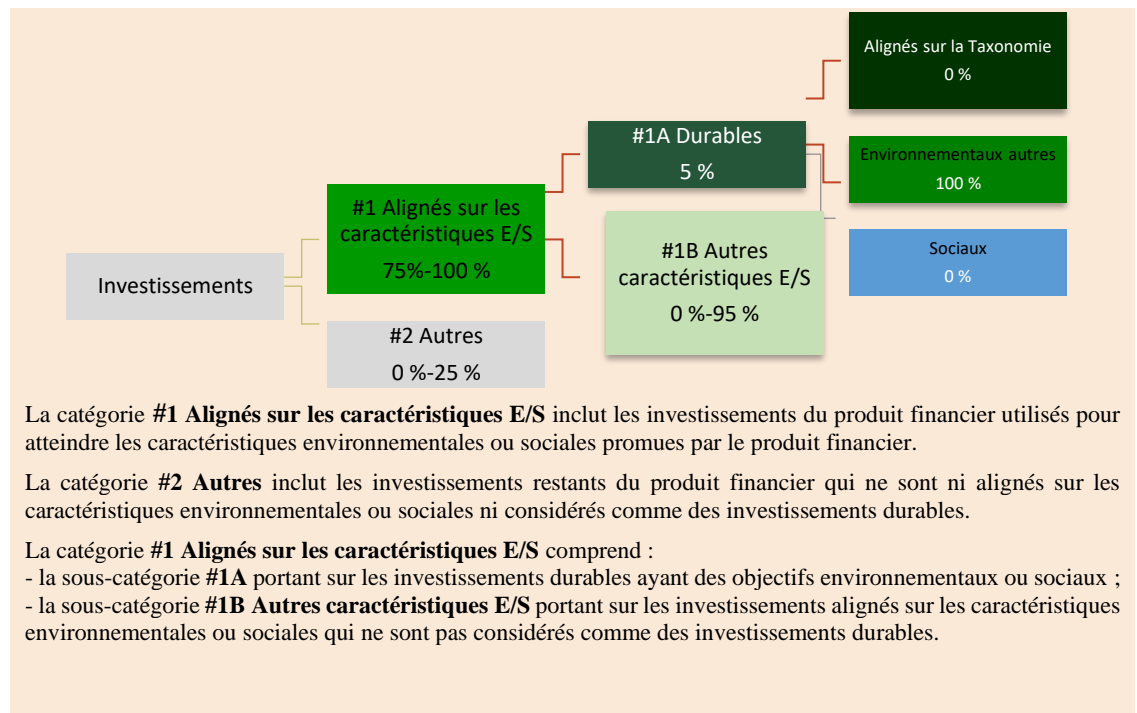 Alignés sur la Taxonomie
0 %
#1A Durables
5 %
Environnementaux autres
100 %
#1 Alignés sur les
caractéristiques E/S
75%-100 %
#1B Autres
caractéristiques E/S
0 %-95 %
Sociaux
0 %
Investissements
#2 Autres
0 %-25 %
La catégorie #1 Alignés sur les caractéristiques E/S inclut les investissements du produit financier utilisés pour
atteindre les caractéristiques environnementales ou sociales promues par le produit financier.
La catégorie #2 Autres inclut les investissements restants du produit financier qui ne sont ni alignés sur les
caractéristiques environnementales ou sociales ni considérés comme des investissements durables.
La catégorie #1 Alignés sur les caractéristiques E/S comprend :
- la sous-catégorie #1A portant sur les investissements durables ayant des objectifs environnementaux ou sociaux ;
- la sous-catégorie #1B Autres caractéristiques E/S portant sur les investissements alignés sur les caractéristiques
environnementales ou sociales qui ne sont pas considérés comme des investissements durables.